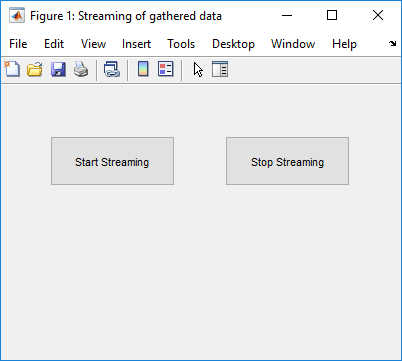 Figure 1: Streaming of gathered data
File Edit View Insert Tools Desktop Window Help
Start Streaming Stop Streaming